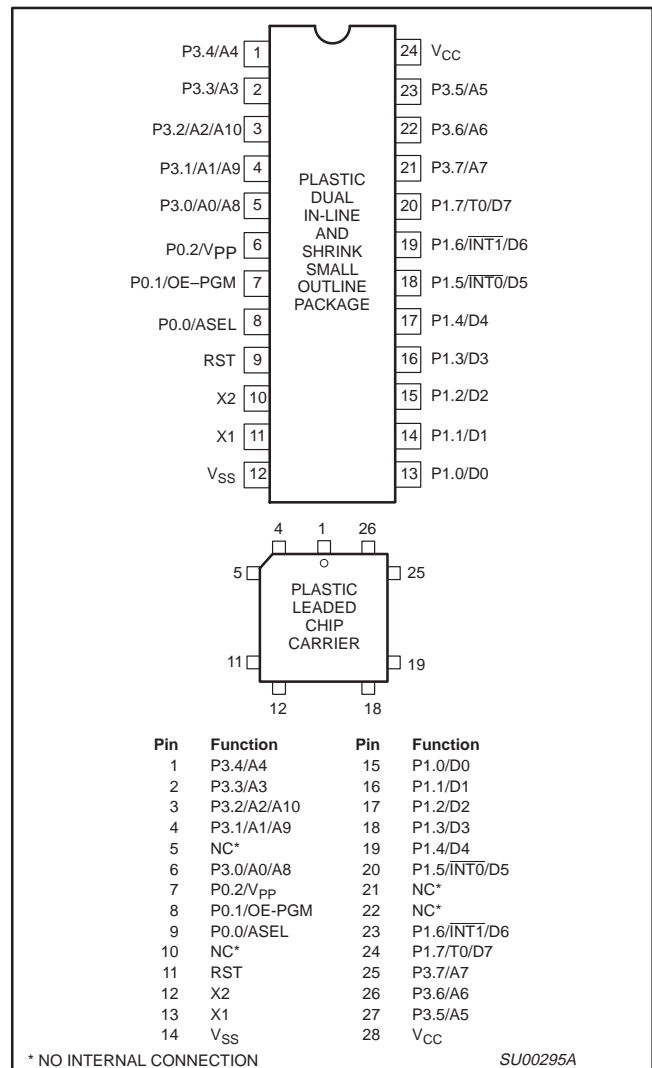 P3.4/A4 1 24 VCC
P3.3/A3 2 23 P3.5/A5
P3.2/A2/A10 3 22 P3.6/A6
P3.1/A1/A9 4 21 P3.7/A7
P3.0/A0/A8 5 20 P1.7/T0/D7
P0.2/VPP 6 19 P1.6/INT1/D6
P0.1/OE–PGM 7 18 P1.5/INT0/D5
P0.0/ASEL 8 17 P1.4/D4
RST 9 16 P1.3/D3
X2 10 15 P1.2/D2
X1 11 14 P1.1/D1
VSS 12 13 P1.0/D0
PLASTIC
DUAL
IN-LINE
AND
SHRINK
SMALL
OUTLINE
PACKAGE
4 1 26
5 25
PLASTIC
LEADED
CHIP
CARRIER
11 19
12 18
Pin Function Pin Function
1 P3.4/A4 15 P1.0/D0
2 P3.3/A3 16 P1.1/D1
3 P3.2/A2/A10 17 P1.2/D2
4 P3.1/A1/A9 18 P1.3/D3
5 NC* 19 P1.4/D4
6 P3.0/A0/A8 20 P1.5/INT0/D5
7 P0.2/VPP 21 NC*
8 P0.1/OE-PGM 22 NC*
9 P0.0/ASEL 23 P1.6/INT1/D6
10 NC* 24 P1.7/T0/D7
11 RST 25 P3.7/A7
12 X2 26 P3.6/A6
13 X1 27 P3.5/A5
14 VSS 28 VCC
* NO INTERNAL CONNECTION SU00295A